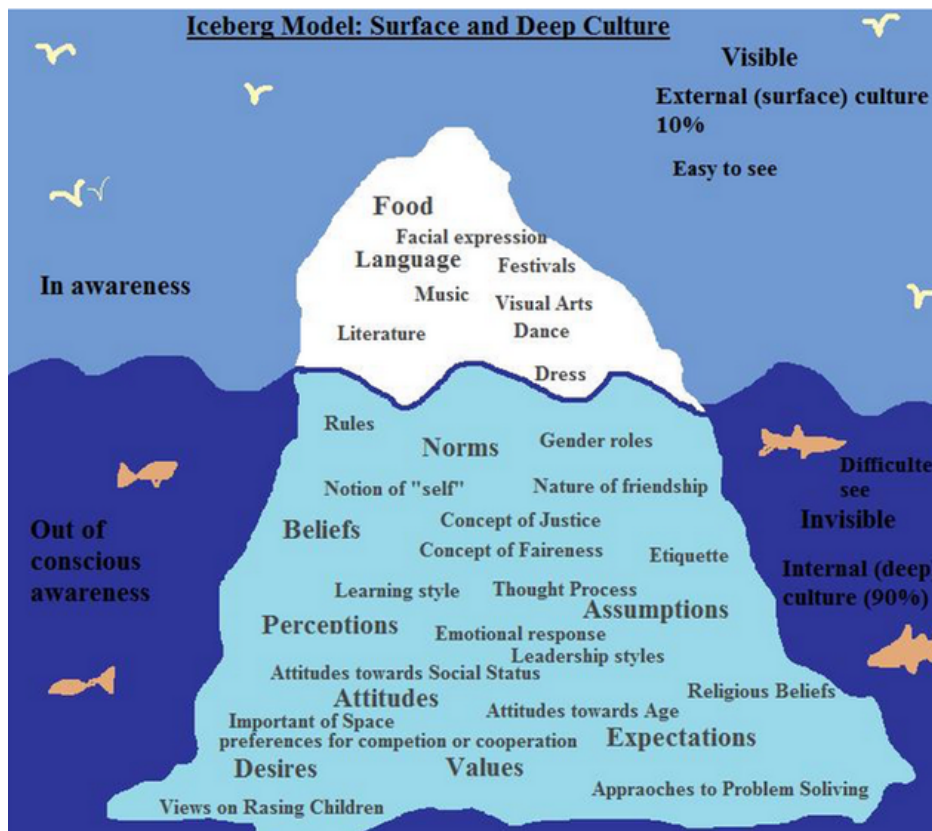 Iceberg Model: Surface and Deep Culture
Visible
External (surface) culture
10%
Easy to see
Food
Facial expression
Language
Festivals
In awareness
Music
Visual Arts
Literature
Dance
Dress
Rules
Norms
Gender roles
Difficulte
see
Notion of "self"
Nature of friendship
Invisible
Out of
conscious
awareness
Beliefs
Concept of Justice
Concept of Faireness
Etiquette
Internal (deep
culture (90%)
Learning style
Thought Process
Assumptions
Perceptions
Emotional response
Leadership styles
Attitudes towards Social Status
Attitudes
Religious Beliefs
Important of Space
Attitudes towards Age
preferences for competion or cooperation
Expectations
Desires
Values
Appraoches to Problem Soliving
Views on Rasing Children